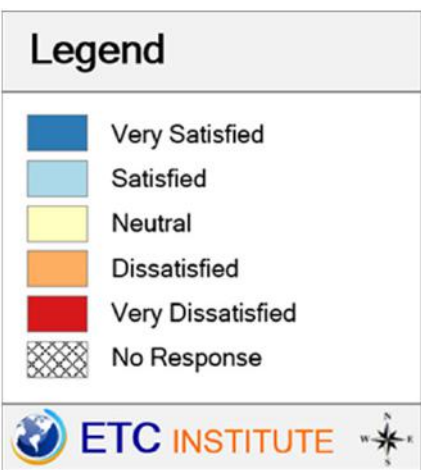 Legend
Very Satisfied
Satisfied
Neutral
Dissatisfied
Very Dissatisfied
No Response
ETC INSTITUTE
N
W E
S